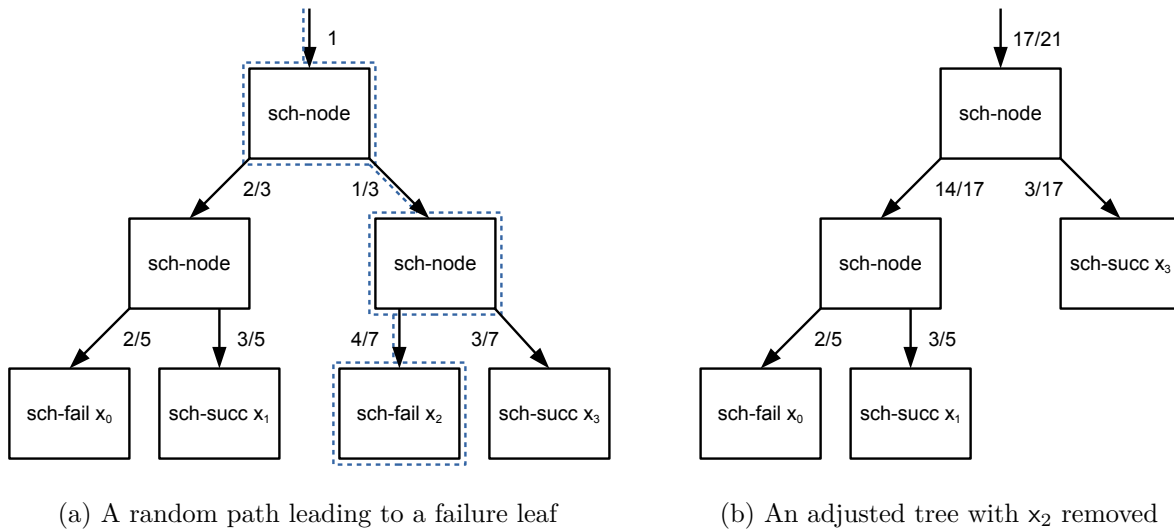 1
17/21
sch-node
sch-node
2/3
1/3
14/17
3/17
sch-node
sch-node
sch-node
sch-succ x₃
2/5
3/5
4/7
3/7
2/5
3/5
sch-fail x₀
sch-succ x₁
sch-fail x₂
sch-succ x₃
sch-fail x₀
sch-succ x₁
(a) A random path leading to a failure leaf
(b) An adjusted tree with x₂ removed